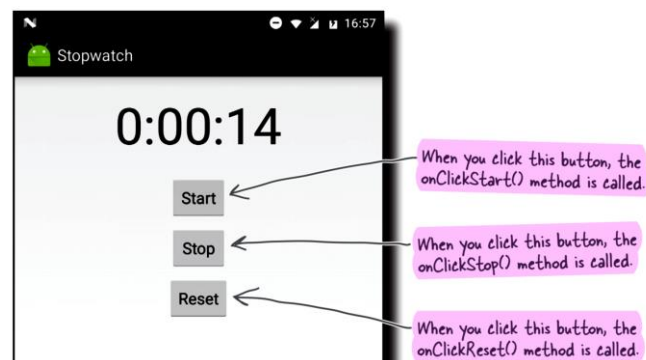 16:57
Stopwatch
0:00:14
Start
When you click this button, the
onClickStart() method is called.
Stop
When you click this button, the
onClickStop() method is called.
Reset
When you click this button, the
onClickReset() method is called.